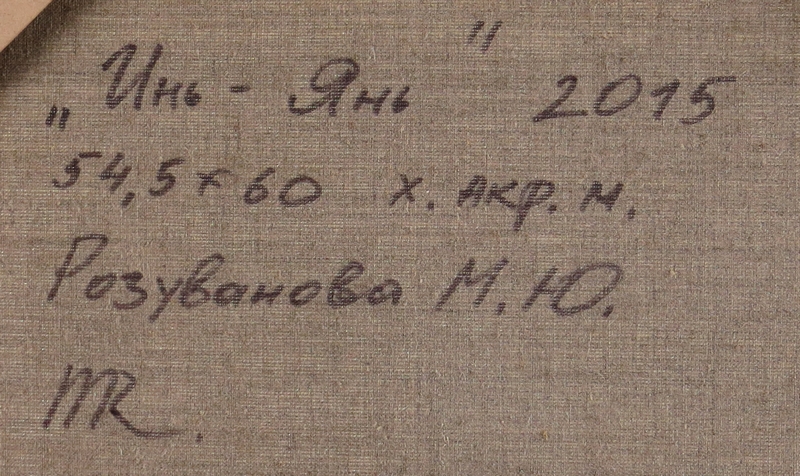 „Инь - Янь" 2015
54,5 x 60 х. акр. м.
Розуванова М. Ю.
MR.